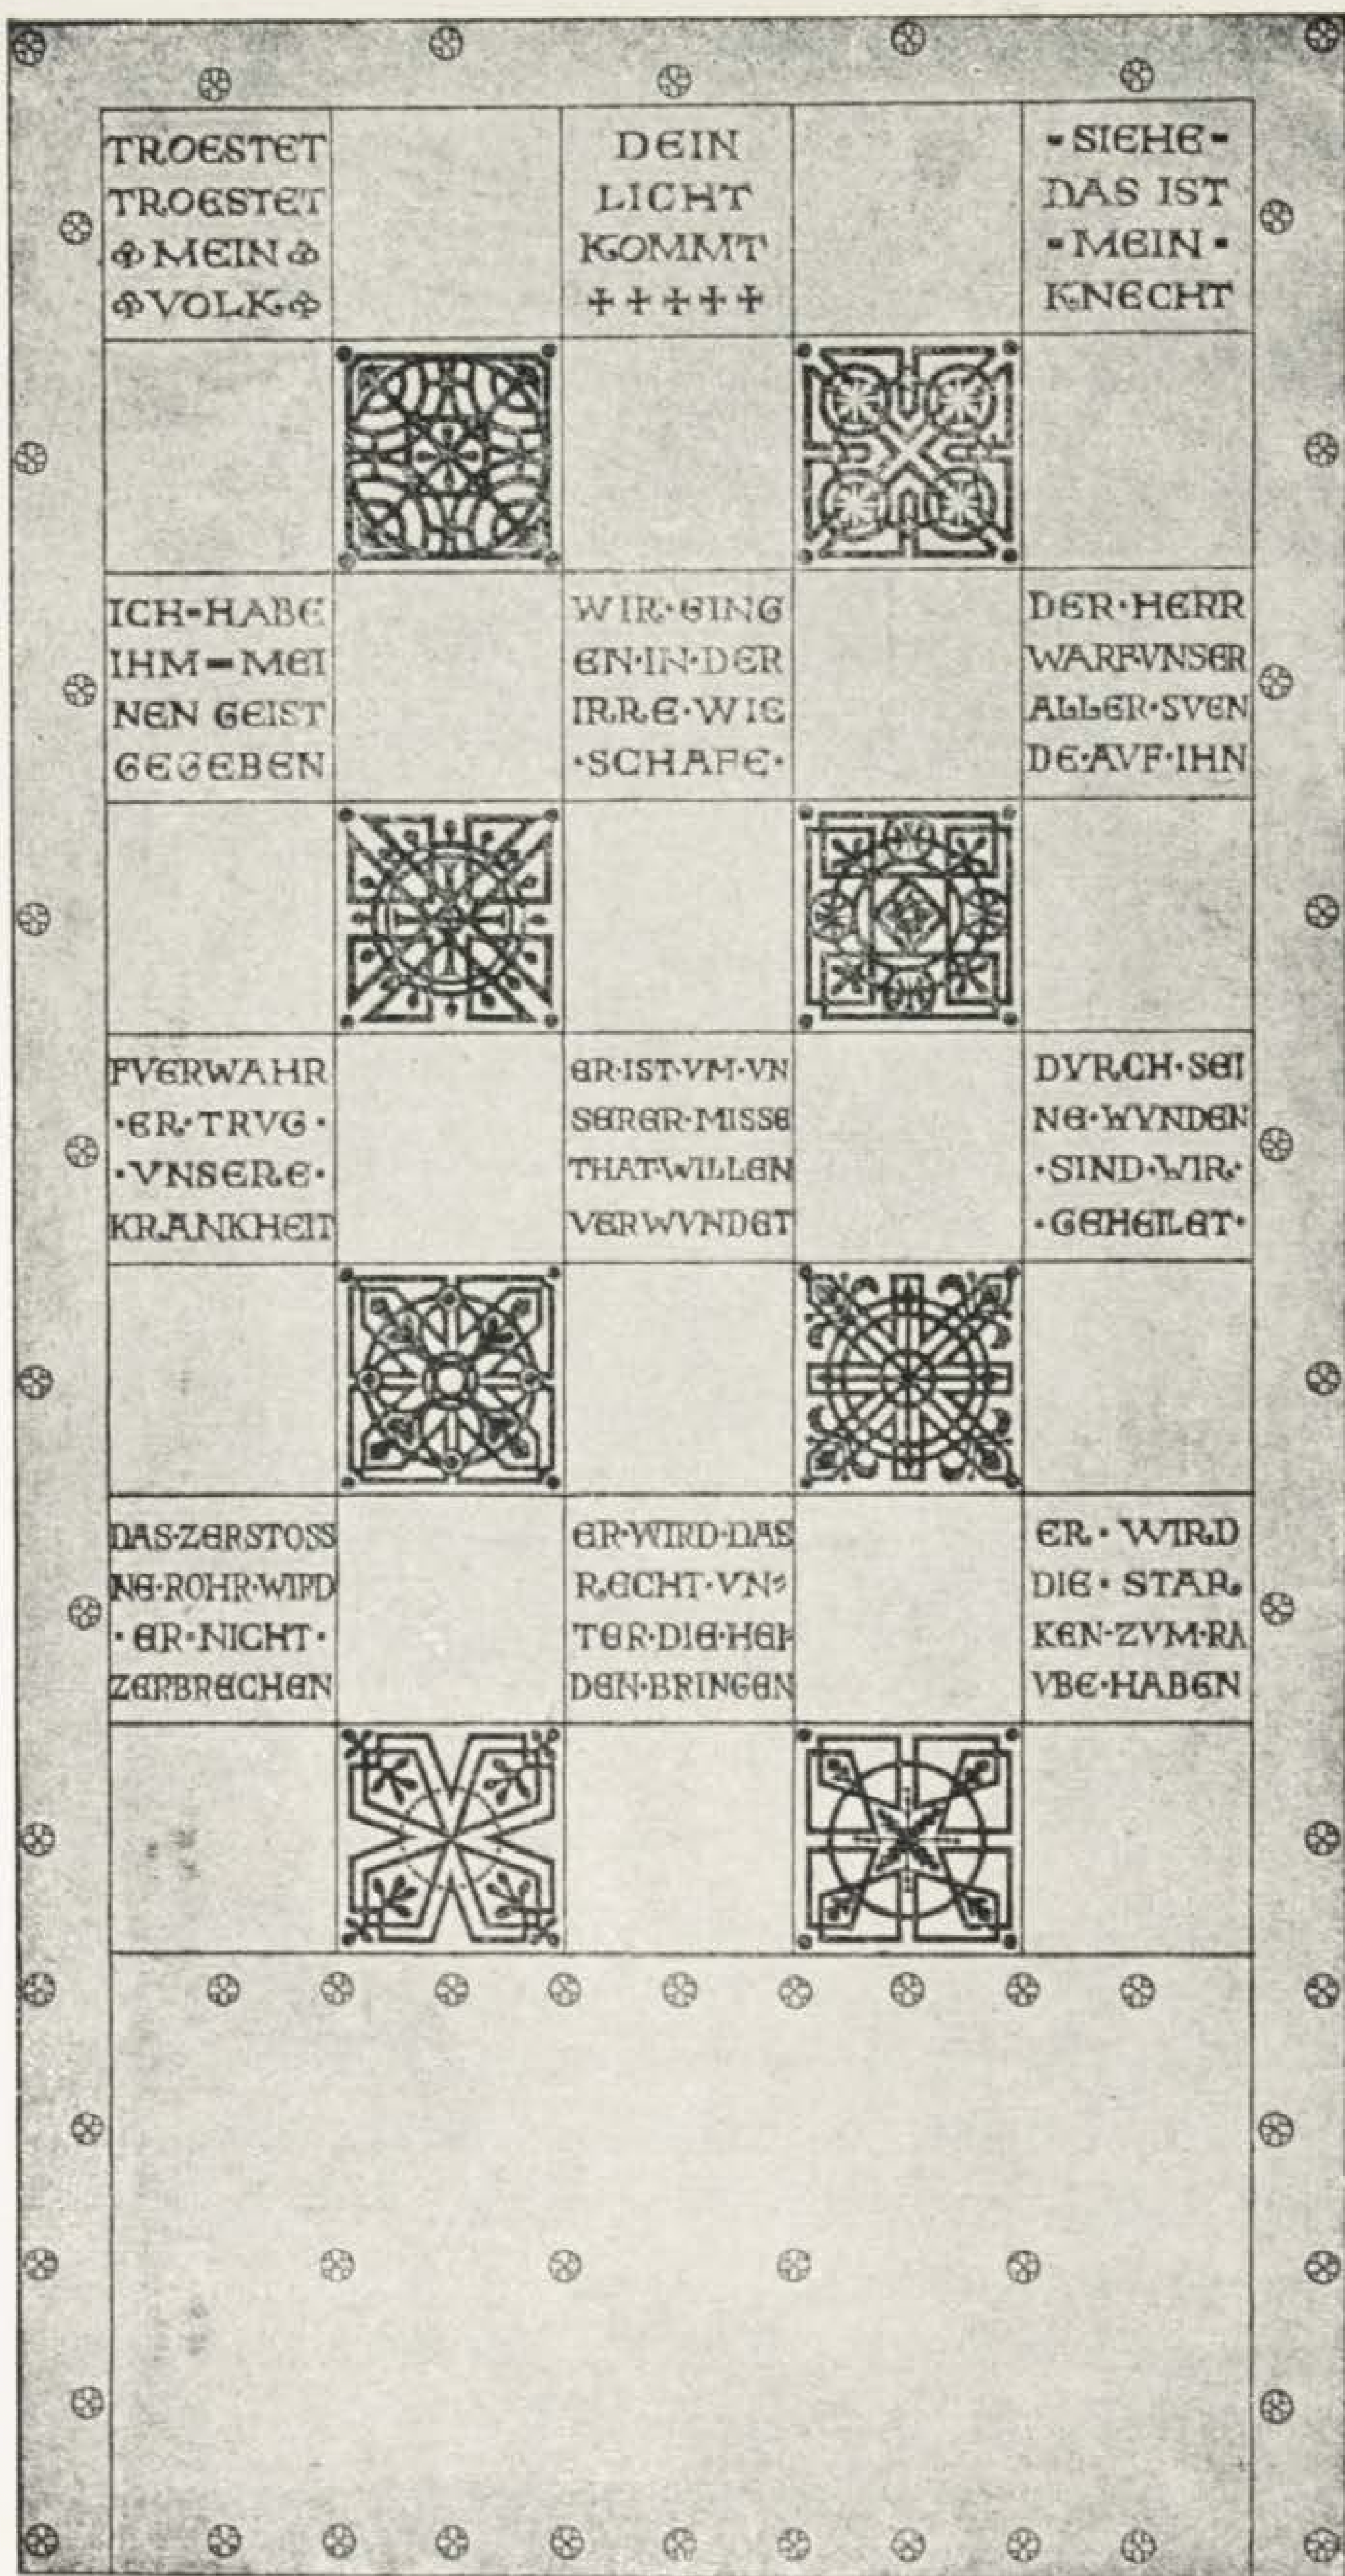 TROESTET
TROESTET
MEIN
VOLK
DEIN
LICHT
KOMMT
+++++
-SIEHE-
DAS IST
-MEIN-
KNECHT
ICH-HABE
IHM-MEI
NEN GEIST
GEGEBEN
WIR·GING
EN·IN·DER
IRRE·WIE
·SCHAFE·
DER·HERR
WARF·VNSER
ALLER·SVEN
DE·AVF·IHN
FVERWAHR
·ER·TRVG·
·VNSERE·
KRANKHEIT
ER·IST·VM·VN
SERER·MISSE
THAT·WILLEN
VERWVNDET
DVRCH·SEI
NE·WVNDEN
·SIND·WIR·
·GEHEILET·
DAS·ZERSTOSS
NE·ROHR·WIRD
·ER·NICHT·
ZERBRECHEN
ER·WIRD·DAS
RECHT·VN-
TER·DIE·HEI-
DEN·BRINGEN
ER·WIRD
DIE·STAR
KEN·ZVM·RA
VBE·HABEN